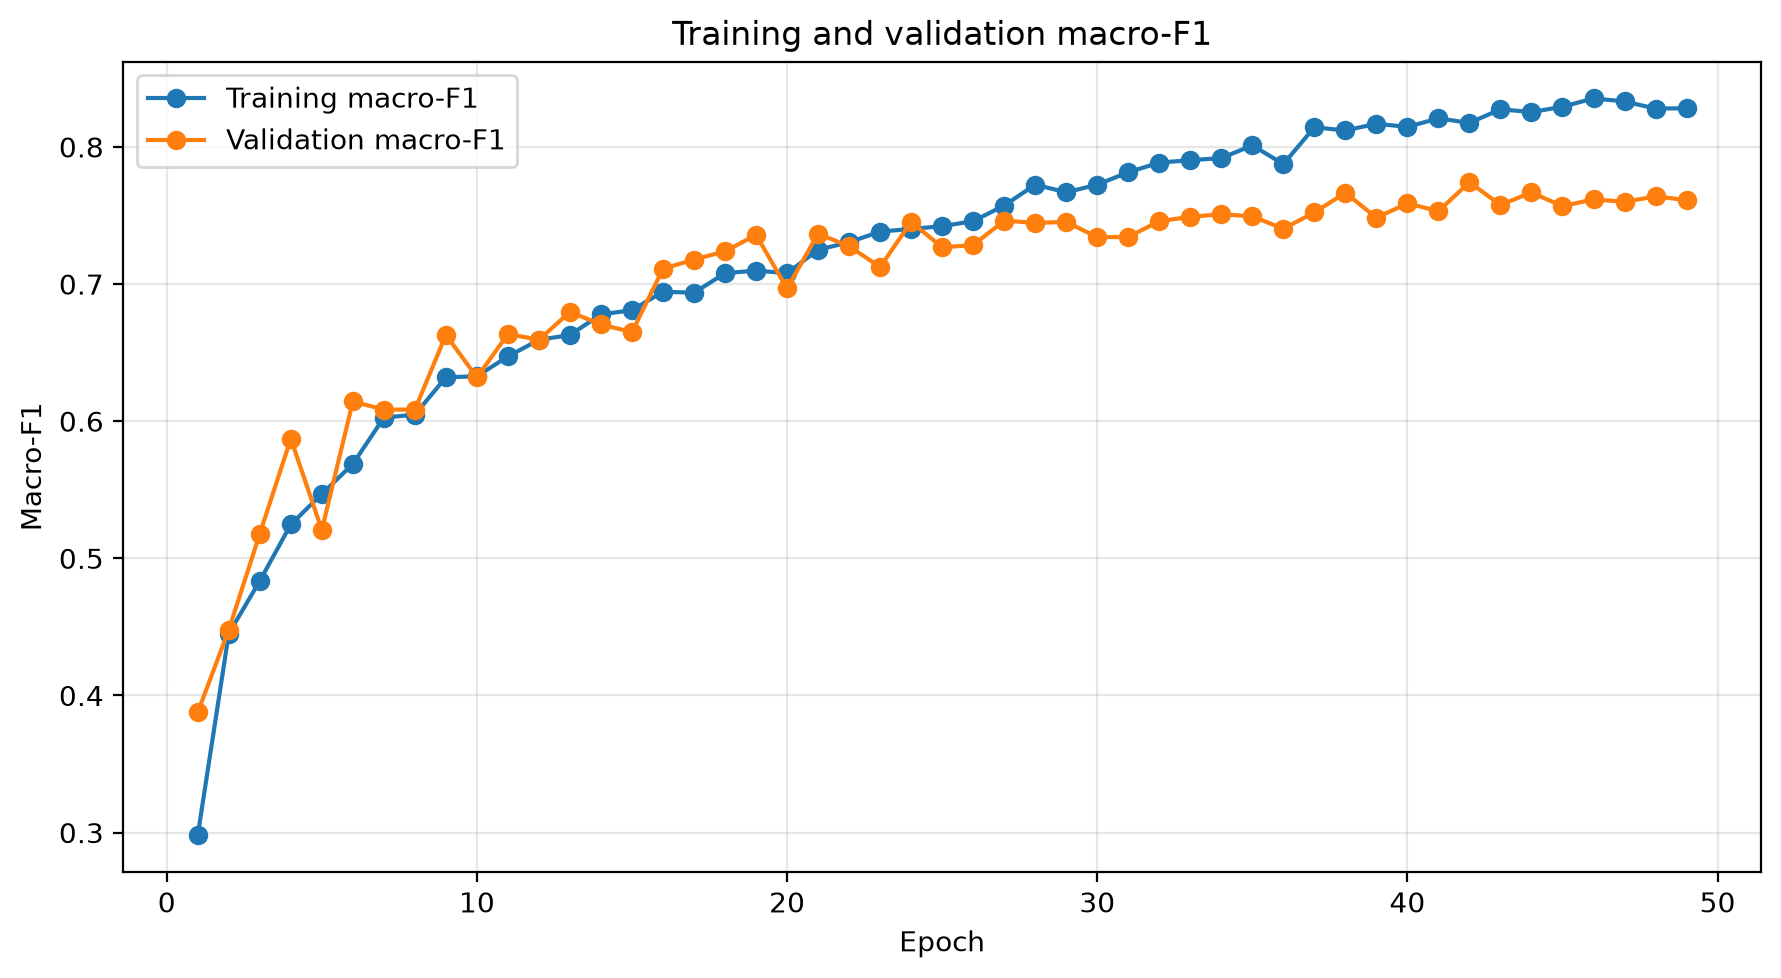 Training and validation macro-F1
Training macro-F1
Validation macro-F1
0.8
0.7
0.6
0.5
0.4
0.3
Macro-F1
0
10
20
30
40
50
Epoch